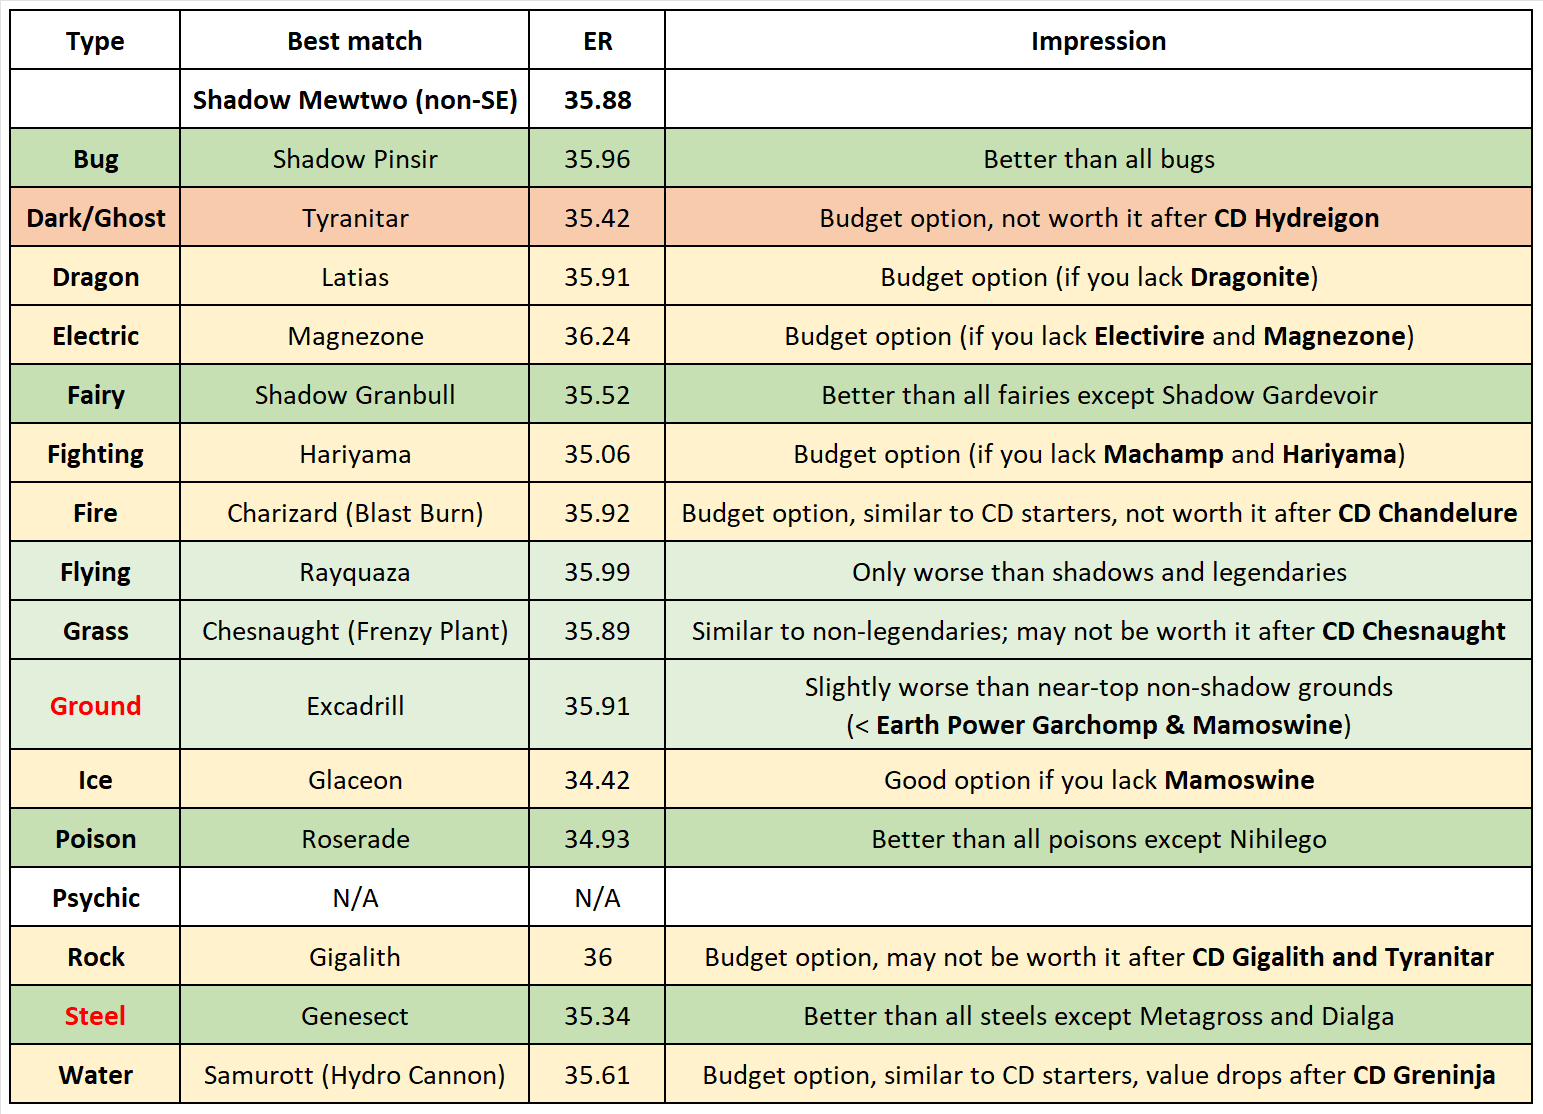 Type Best match ER Impression
Shadow Mewtwo (non-SE) 35.88
Bug Shadow Pinsir 35.96 Better than all bugs
Dark/Ghost Tyranitar 35.42 Budget option, not worth it after CD Hydreigon
Dragon Latias 35.91 Budget option (if you lack Dragonite)
Electric Magnezone 36.24 Budget option (if you lack Electivire and Magnezone)
Fairy Shadow Granbull 35.52 Better than all fairies except Shadow Gardevoir
Fighting Hariyama 35.06 Budget option (if you lack Machamp and Hariyama)
Fire Charizard (Blast Burn) 35.92 Budget option, similar to CD starters, not worth it after CD Chandelure
Flying Rayquaza 35.99 Only worse than shadows and legendaries
Grass Chesnaught (Frenzy Plant) 35.89 Similar to non-legendaries; may not be worth it after CD Chesnaught
Ground Excadrill 35.91 Slightly worse than near-top non-shadow grounds
(< Earth Power Garchomp & Mamoswine)
Ice Glaceon 34.42 Good option if you lack Mamoswine
Poison Roserade 34.93 Better than all poisons except Nihilego
Psychic N/A N/A
Rock Gigalith 36 Budget option, may not be worth it after CD Gigalith and Tyranitar
Steel Genesect 35.34 Better than all steels except Metagross and Dialga
Water Samurott (Hydro Cannon) 35.61 Budget option, similar to CD starters, value drops after CD Greninja